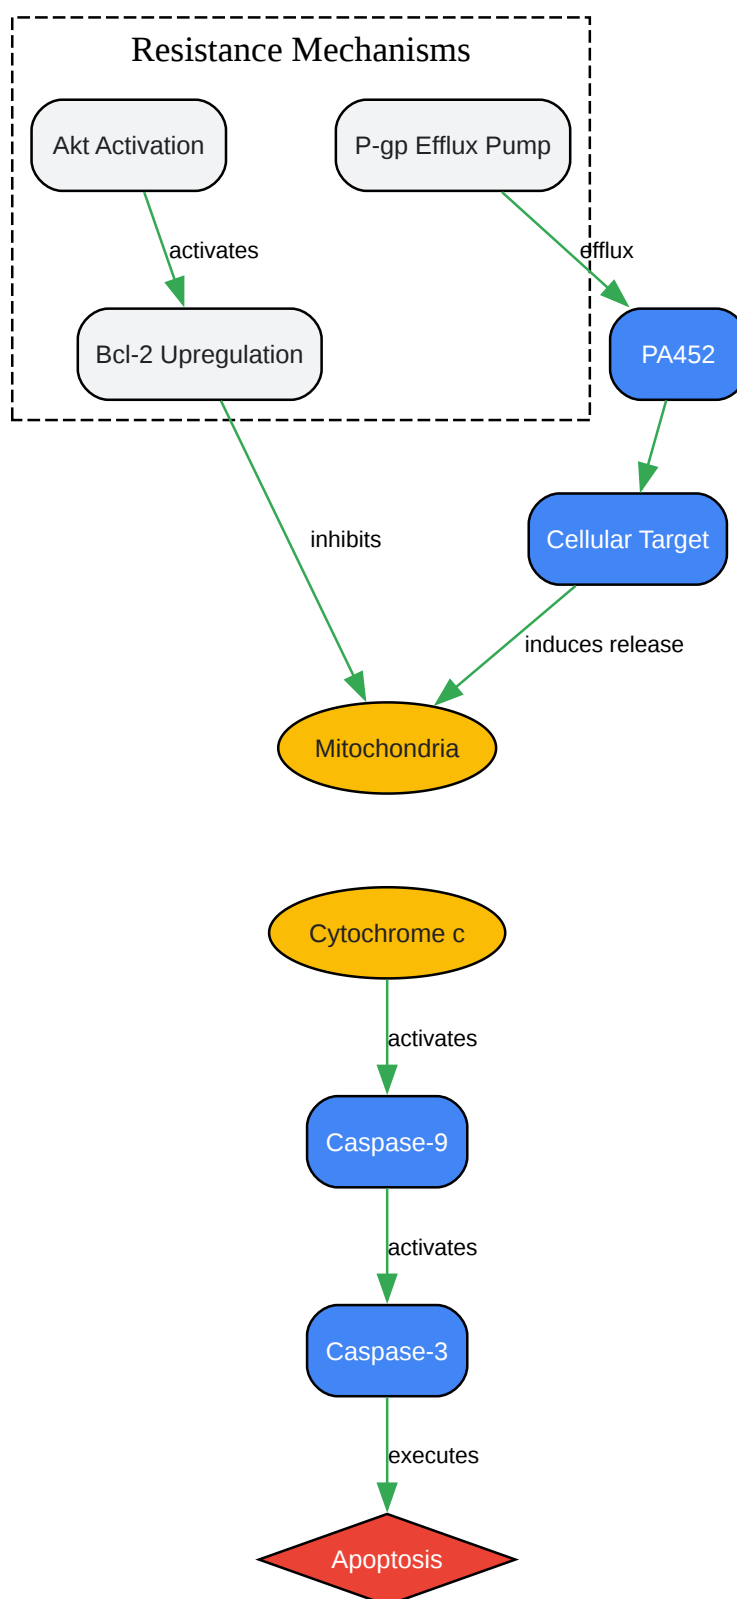 Resistance Mechanisms
Akt Activation
P-gp Efflux Pump
activates
efflux
Bcl-2 Upregulation
PA452
inhibits
Cellular Target
induces release
Mitochondria
Cytochrome c
activates
Caspase-9
activates
Caspase-3
executes
Apoptosis